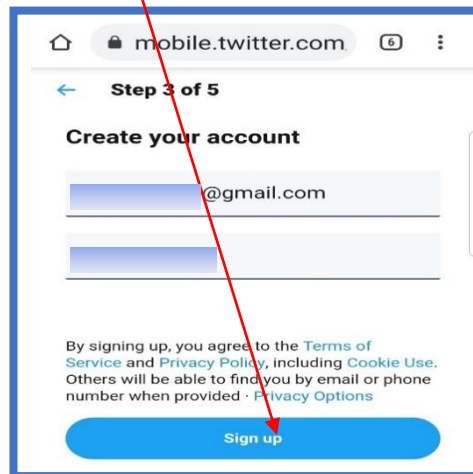 mobile.twitter.com 6
Step 3 of 5
Create your account
@gmail.com
By signing up, you agree to the Terms of
Service and Privacy Policy, including Cookie Use.
Others will be able to find you by email or phone
number when provided · Privacy Options
Sign up